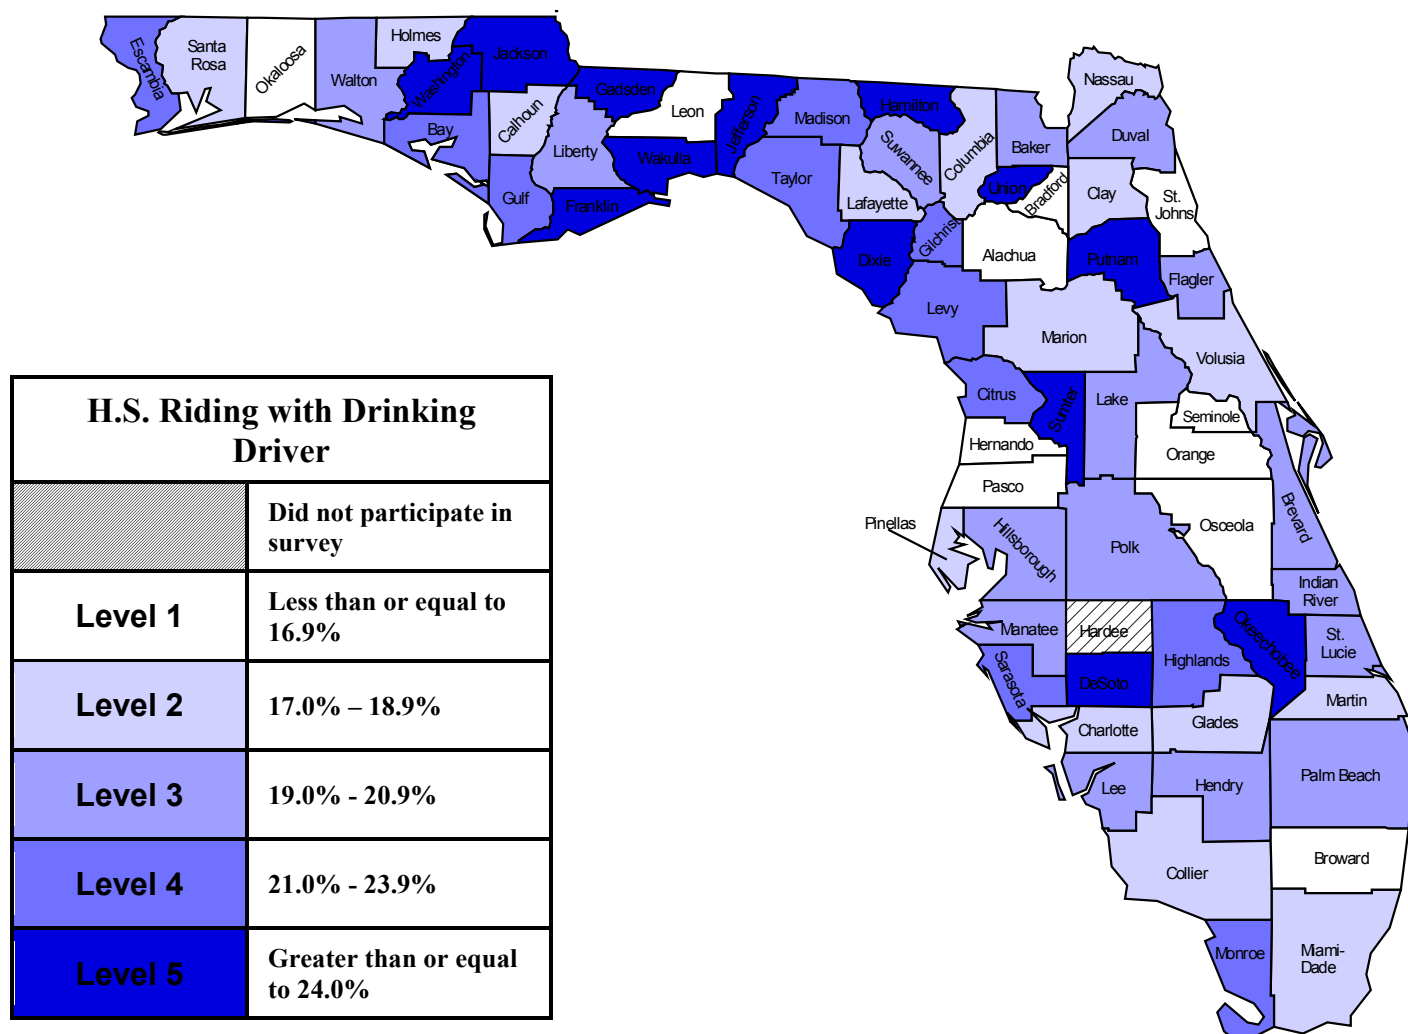 Escambia
Santa
Rosa
Okaloosa
Walton
Holmes
Washington
Jackson
Bay
Calhoun
Gulf
Liberty
Gadsden
Franklin
Leon
Wakulla
Jefferson
Madison
Taylor
Hamilton
Suwannee
Lafayette
Columbia
Gilchrist
Dixie
Levy
Baker
Union
Bradford
Alachua
Nassau
Duval
Clay
St.
Johns
Putnam
Flagler
Marion
Volusia
Citrus
Sumter
Lake
Seminole
Hernando
Orange
Pasco
Osceola
Brevard
Pinellas
Hillsborough
Polk
Indian
River
Manatee
Hardee
Highlands
Okeechobee
St.
Lucie
Sarasota
DeSoto
Martin
Charlotte
Glades
Lee
Hendry
Palm Beach
Collier
Broward
Monroe
Miami-
Dade
H.S. Riding with Drinking
Driver
Did not participate in
survey
Level 1
Less than or equal to
16.9%
Level 2
17.0% – 18.9%
Level 3
19.0% - 20.9%
Level 4
21.0% - 23.9%
Level 5
Greater than or equal
to 24.0%